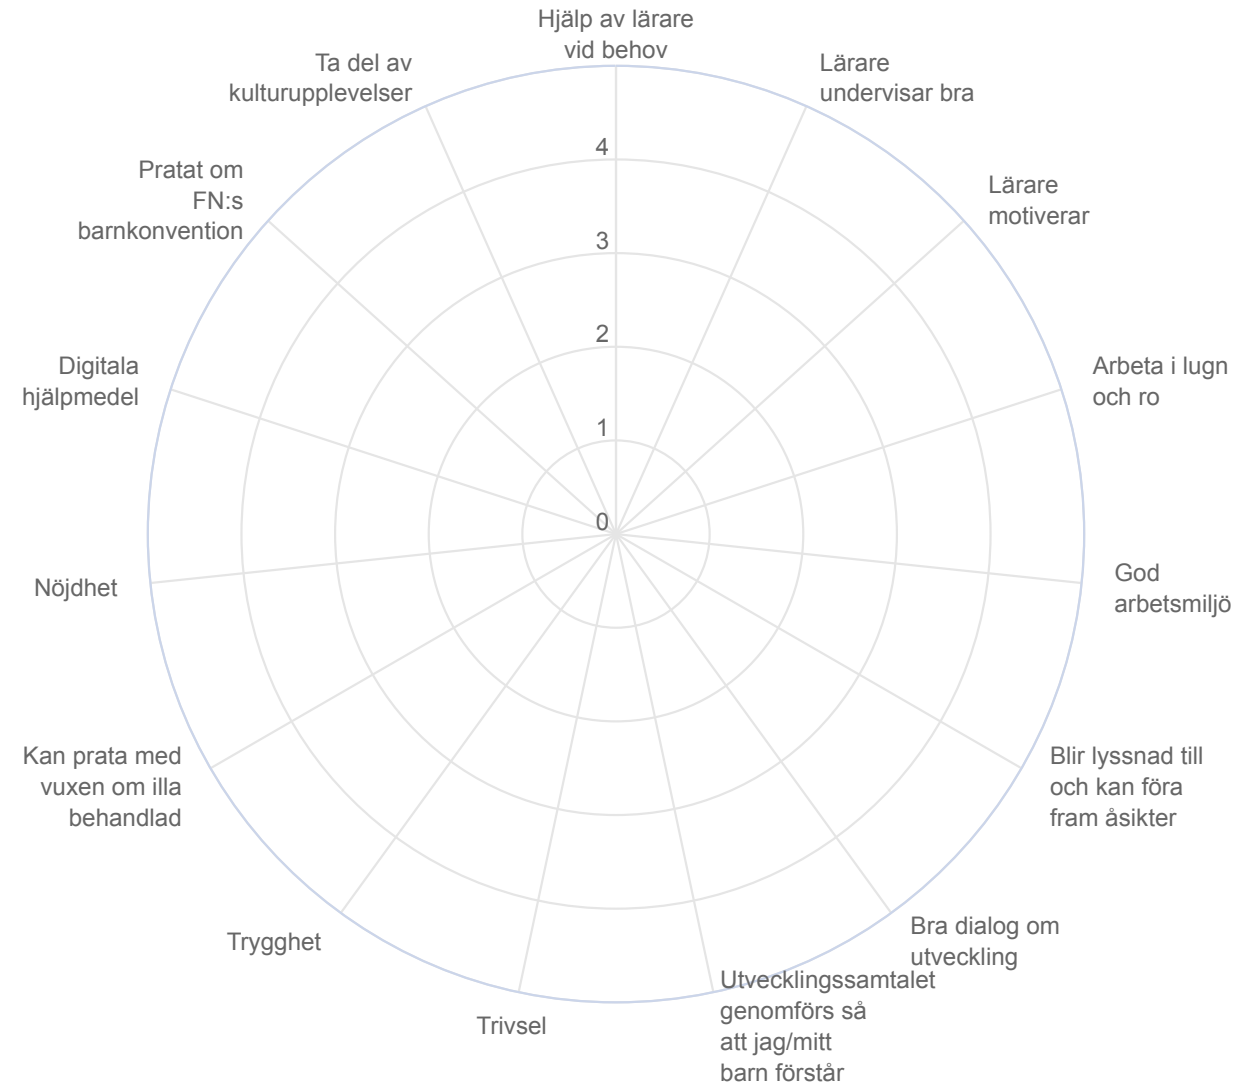 Hjälp av lärare
vid behov
Lärare
undervisar bra
Lärare
motiverar
Arbeta i lugn
och ro
God
arbetsmiljö
Blir lyssnad till
och kan föra
fram åsikter
Bra dialog om
utveckling
Utvecklingssamtalet
genomförs så
att jag/mitt
barn förstår
Trivsel
Trygghet
Kan prata med
vuxen om illa
behandlad
Nöjdhet
Digitala
hjälpmedel
Pratat om
FN:s
barnkonvention
Ta del av
kulturupplevelser
4
3
2
1
0